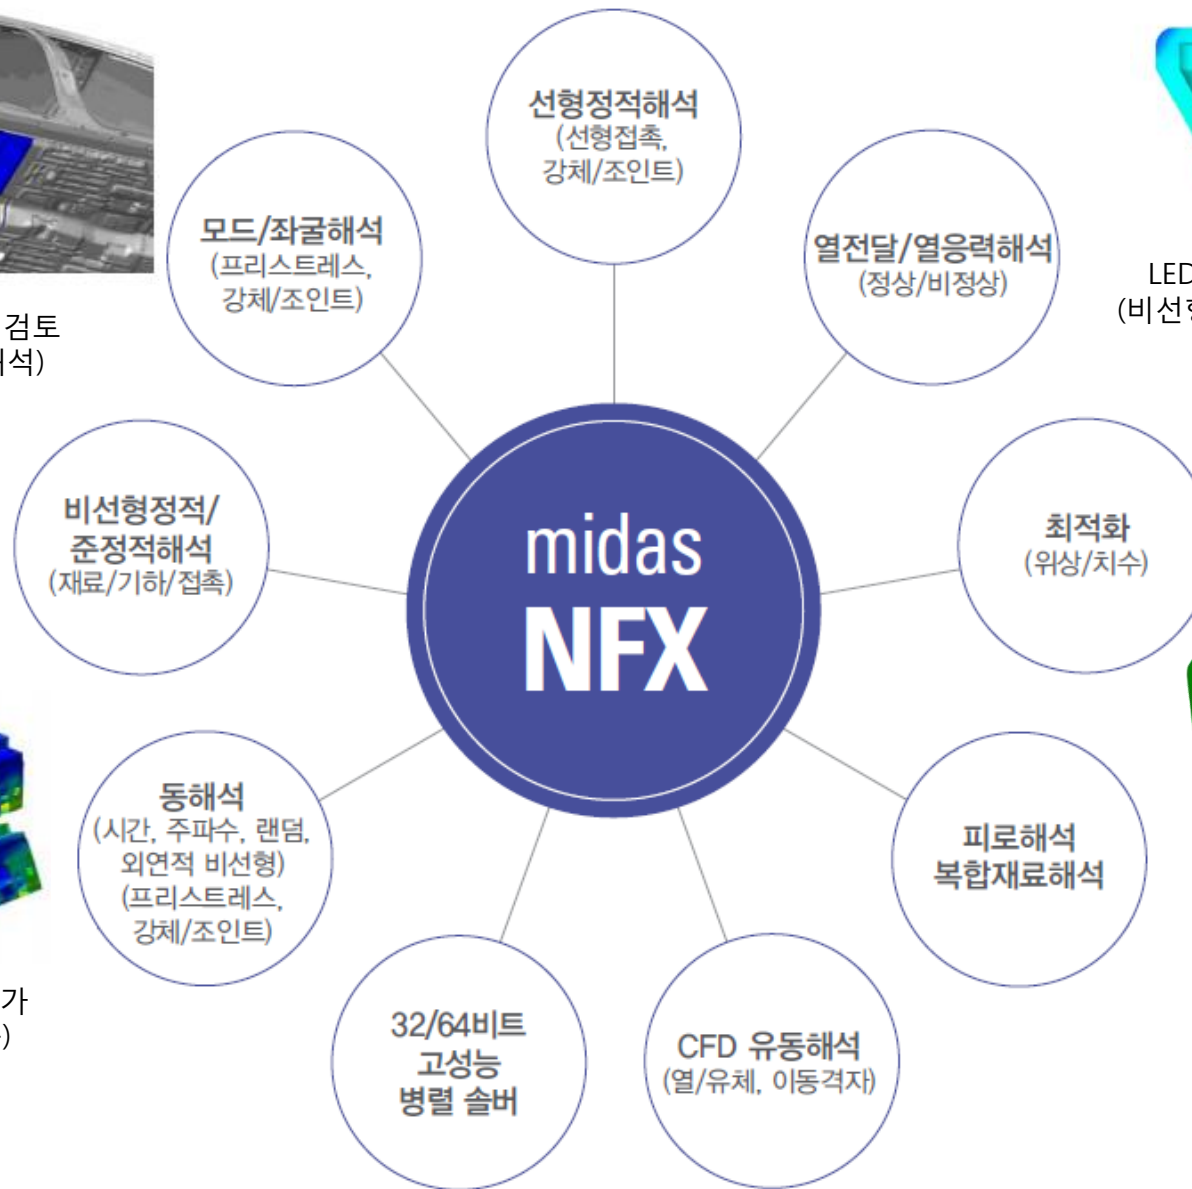 선형정적해석
(선형접촉,
강체/조인트)
모드/좌굴해석
(프리스트레스,
강체/조인트)
열전달/열응력해석
(정상/비정상)
LED
검토
비선형정적/
준정적해석
(재료/기하/접촉)
midas
NFX
최적화
(위상/치수)
동해석
(시간, 주파수, 랜덤,
외연적 비선형)
(프리스트레스,
강체/조인트)
피로해석
복합재료해석
가
32/64비트
고성능
병렬 솔버
CFD 유동해석
(열/유체, 이동격자)